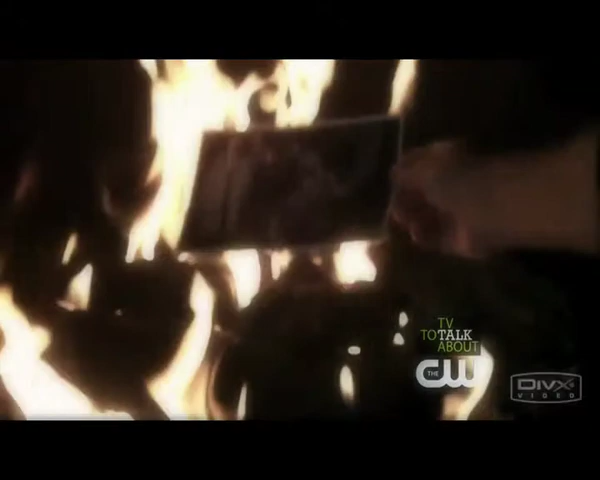 TV
TO TALK
ABOUT
THE CW
DIVX
VIDEO